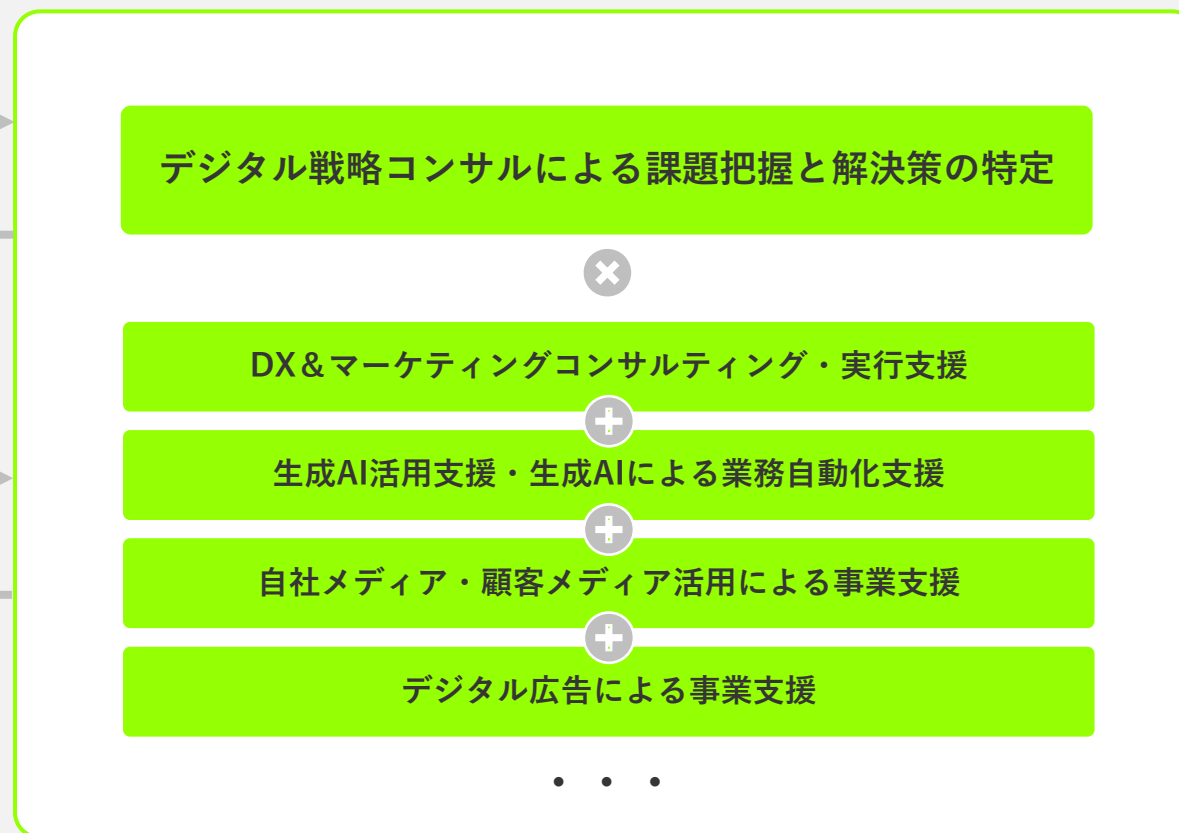 デジタル戦略コンサルによる課題把握と解決策の特定
DX＆マーケティングコンサルティング・実行支援
生成AI活用支援・生成AIによる業務自動化支援
自社メディア・顧客メディア活用による事業支援
デジタル広告による事業支援
・・・